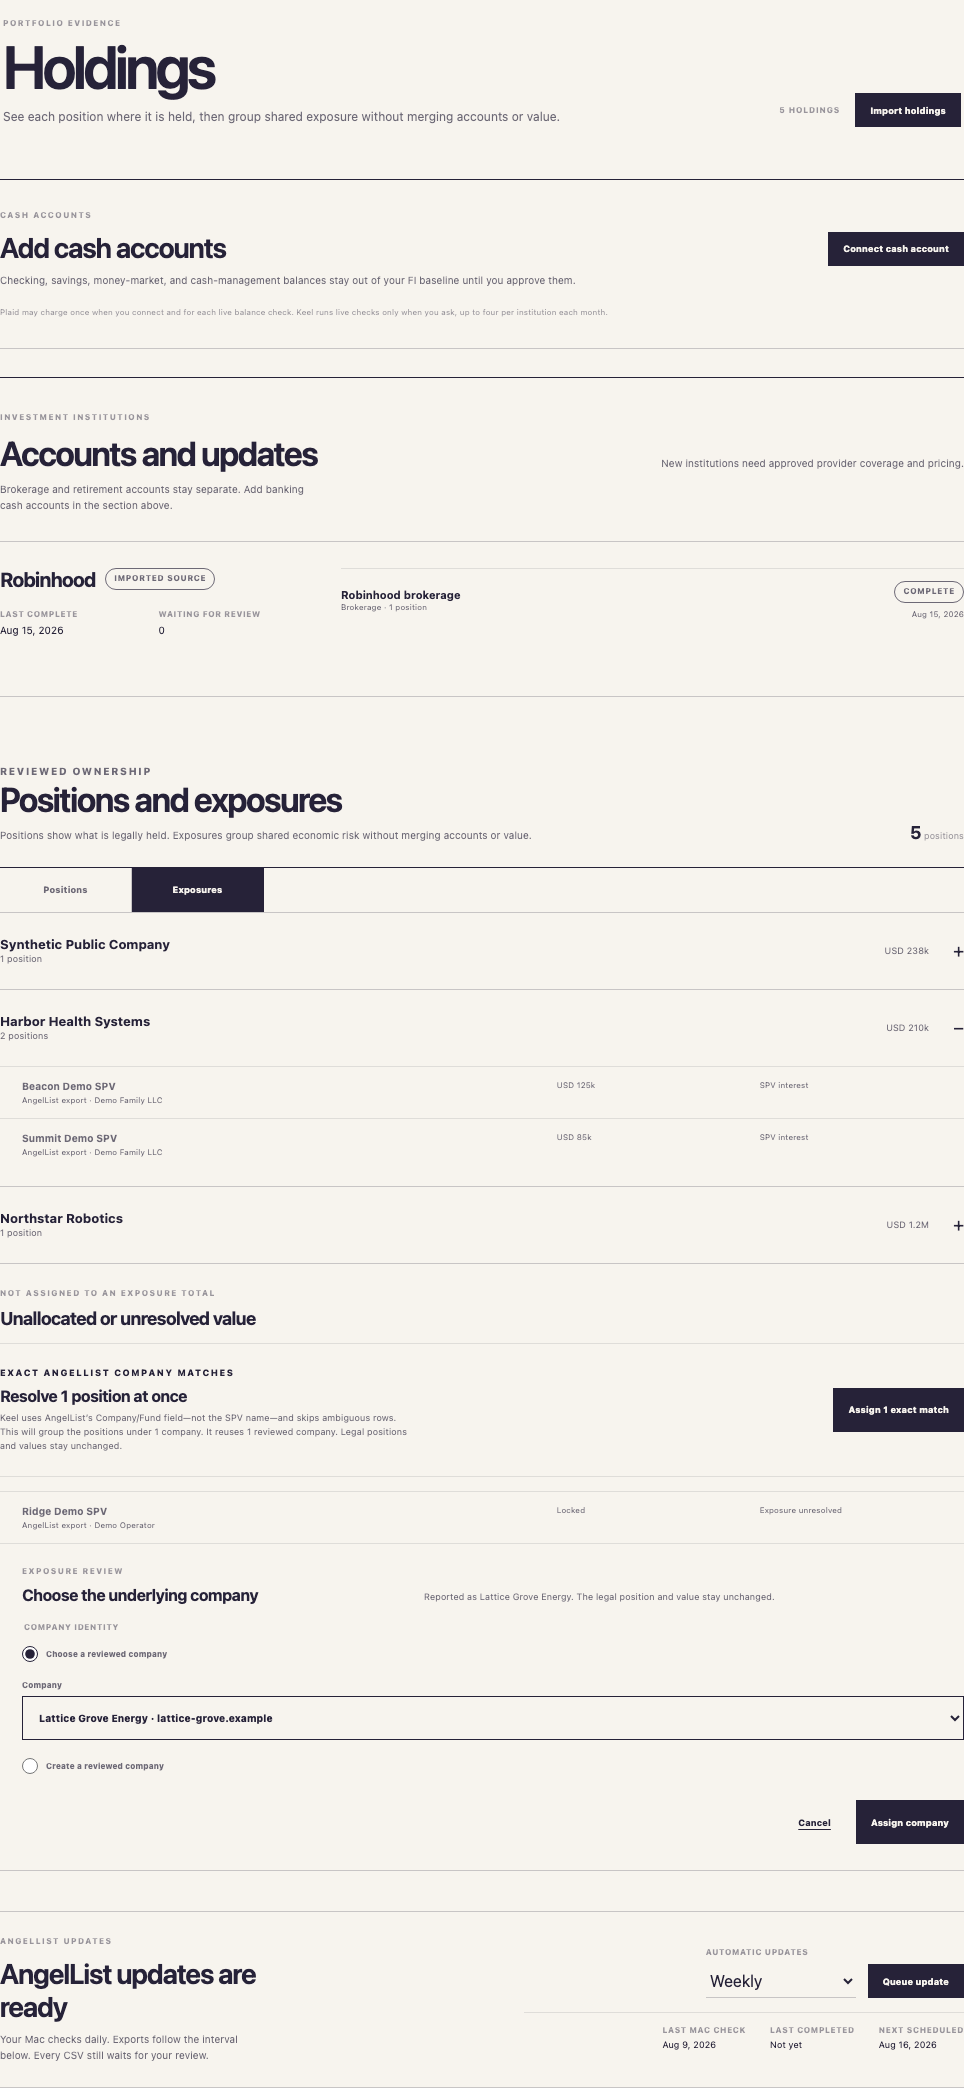 PORTFOLIO EVIDENCE
Holdings
See each position where it is held, then group shared exposure without merging accounts or value.
5 HOLDINGS
Import holdings
CASH ACCOUNTS
Add cash accounts
Connect cash account
Checking, savings, money-market, and cash-management balances stay out of your FI baseline until you approve them.
Plaid may charge once when you connect and for each live balance check. Keel runs live checks only when you ask, up to four per institution each month.
INVESTMENT INSTITUTIONS
Accounts and updates
New institutions need approved provider coverage and pricing.
Brokerage and retirement accounts stay separate. Add banking
cash accounts in the section above.
Robinhood
IMPORTED SOURCE
LAST COMPLETE
WAITING FOR REVIEW
Aug 15, 2026
0
Robinhood brokerage
Brokerage · 1 position
COMPLETE
Aug 15, 2026
REVIEWED OWNERSHIP
Positions and exposures
Positions show what is legally held. Exposures group shared economic risk without merging accounts or value.
5 positions
Positions
Exposures
Synthetic Public Company
1 position
USD 238k
+
Harbor Health Systems
2 positions
USD 210k
−
Beacon Demo SPV
AngelList export · Demo Family LLC
USD 125k
SPV interest
Summit Demo SPV
AngelList export · Demo Family LLC
USD 85k
SPV interest
Northstar Robotics
1 position
USD 1.2M
+
NOT ASSIGNED TO AN EXPOSURE TOTAL
Unallocated or unresolved value
EXACT ANGELLIST COMPANY MATCHES
Resolve 1 position at once
Keel uses AngelList's Company/Fund field—not the SPV name—and skips ambiguous rows.
This will group the positions under 1 company. It reuses 1 reviewed company. Legal positions
and values stay unchanged.
Assign 1 exact match
Ridge Demo SPV
AngelList export · Demo Operator
Locked
Exposure unresolved
EXPOSURE REVIEW
Choose the underlying company
Reported as Lattice Grove Energy. The legal position and value stay unchanged.
COMPANY IDENTITY
Choose a reviewed company
Company
Lattice Grove Energy · lattice-grove.example
Create a reviewed company
Cancel
Assign company
ANGELLIST UPDATES
AngelList updates are
ready
Your Mac checks daily. Exports follow the interval
below. Every CSV still waits for your review.
AUTOMATIC UPDATES
Weekly
Queue update
LAST MAC CHECK
LAST COMPLETED
NEXT SCHEDULED
Aug 9, 2026
Not yet
Aug 16, 2026